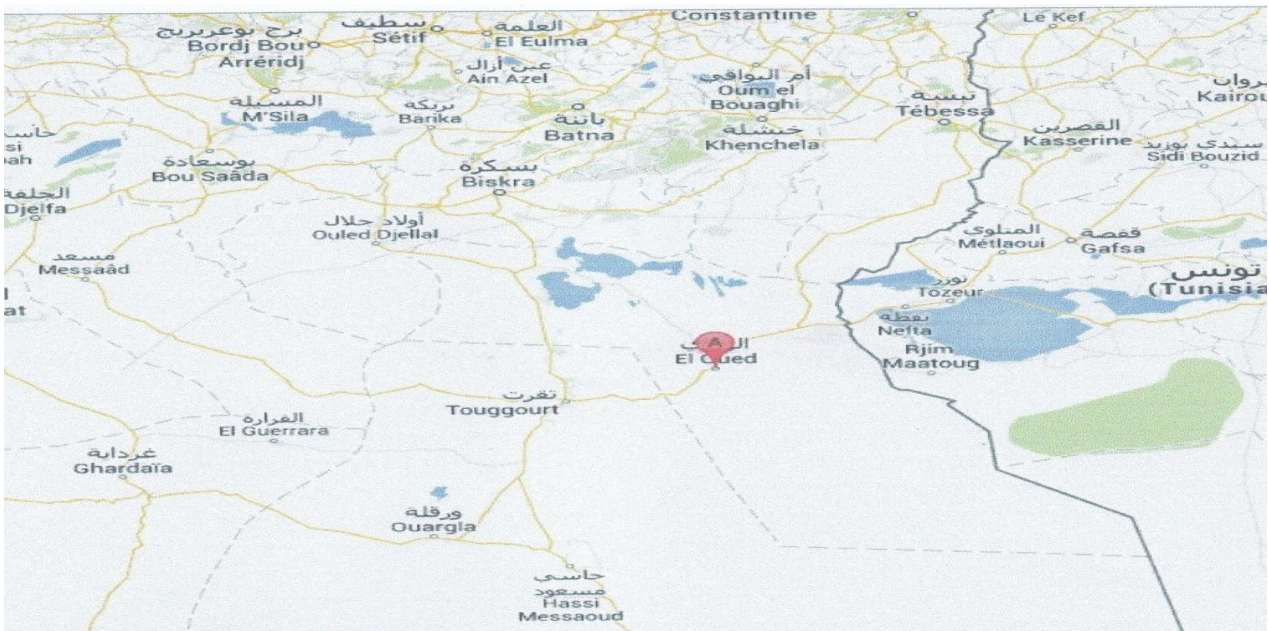 Constantine
Le Kef
سطيف
Sétif
العلمة
El Eulma
برج بوعريريج
Bordj Bou
Arréridj
عين أزال
Ain Azel
أم البواقي
Oum el
Bouaghi
تبسة
Tébessa
Kairou
المسيلة
M'Sila
بريكة
Barika
باتنة
Batna
خنشلة
Khenchela
القصرين
Kasserine
سيدي بوزيد
Sidi Bouzid
بوسعادة
Bou Saâda
بسكرة
Biskra
الجلفة
Djelfa
أولاد جلال
Ouled Djellal
المتلوي
Métlaoui
قفصة
Gafsa
مسعد
Messaâd
توزر
Tozeur
تونس
(Tunisia
نفطة
Nefta
Rjim
Maatoug
A
El Oued
تقرت
Touggourt
القرارة
El Guerrara
غرداية
Ghardaïa
ورقلة
Ouargla
حاسي
مسعود
Hassi
Messaoud